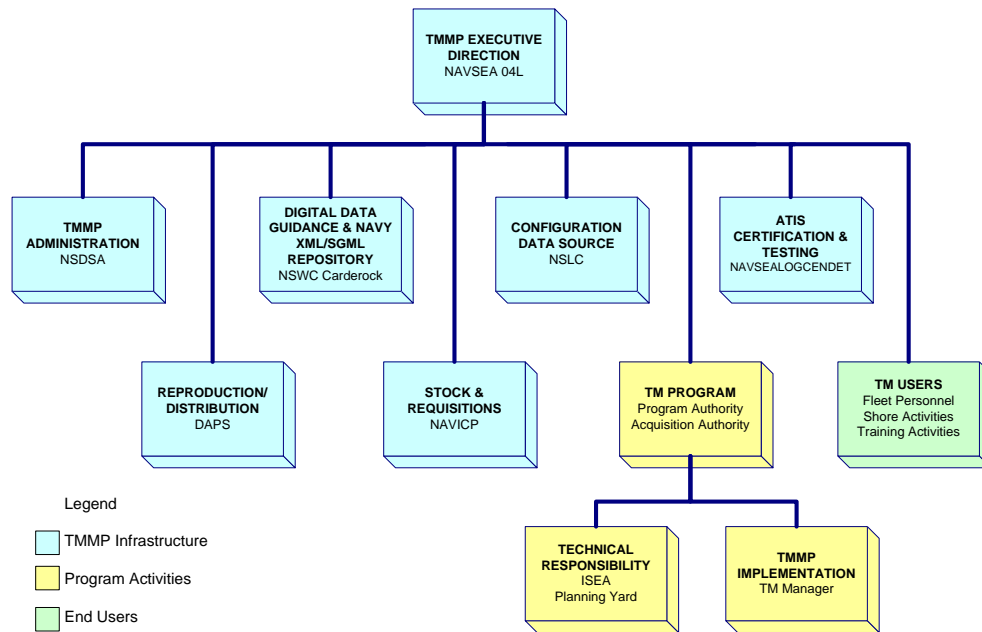 TMMP EXECUTIVE
DIRECTION
NAVSEA 04L
TMMP
ADMINISTRATION
NSDSA
DIGITAL DATA
GUIDANCE & NAVY
XML/SGML
REPOSITORY
NSWC Carderock
CONFIGURATION
DATA SOURCE
NSLC
ATIS
CERTIFICATION &
TESTING
NAVSEALOGCENDET
REPRODUCTION/
DISTRIBUTION
DAPS
STOCK &
REQUISITIONS
NAVICP
TM PROGRAM
Program Authority
Acquisition Authority
TM USERS
Fleet Personnel
Shore Activities
Training Activities
TECHNICAL
RESPONSIBILITY
ISEA
Planning Yard
TMMP
IMPLEMENTATION
TM Manager
Legend
TMMP Infrastructure
Program Activities
End Users